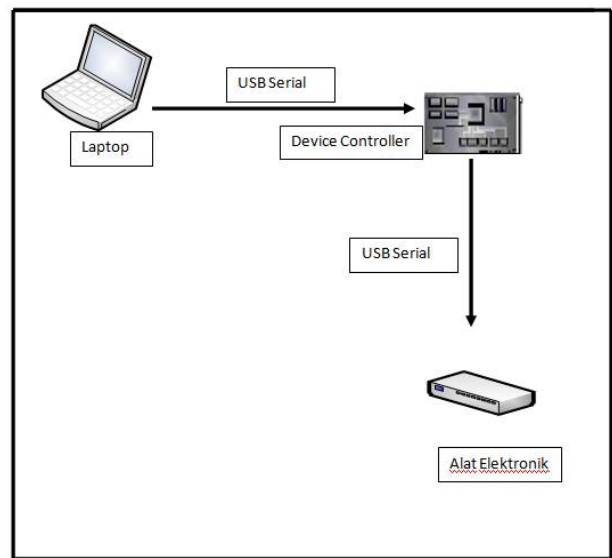 USB Serial
Laptop
Device Controller
USB Serial
Alat Elektronik